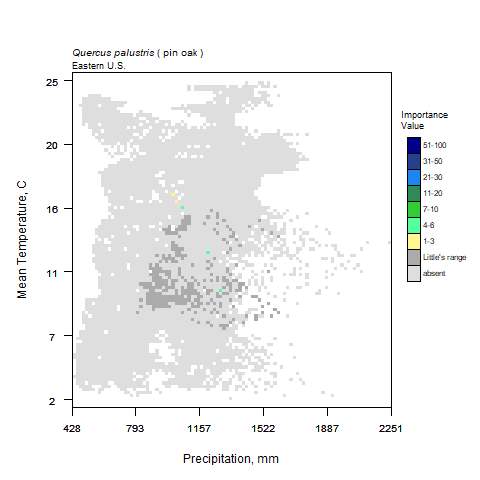 Quercus palustris ( pin oak )
Eastern U.S.
Importance
Value
51-100
31-50
21-30
11-20
7-10
4-6
1-3
Little's range
absent
25
20
16
11
7
2
Mean Temperature, C
428 793 1157 1522 1887 2251
Precipitation, mm